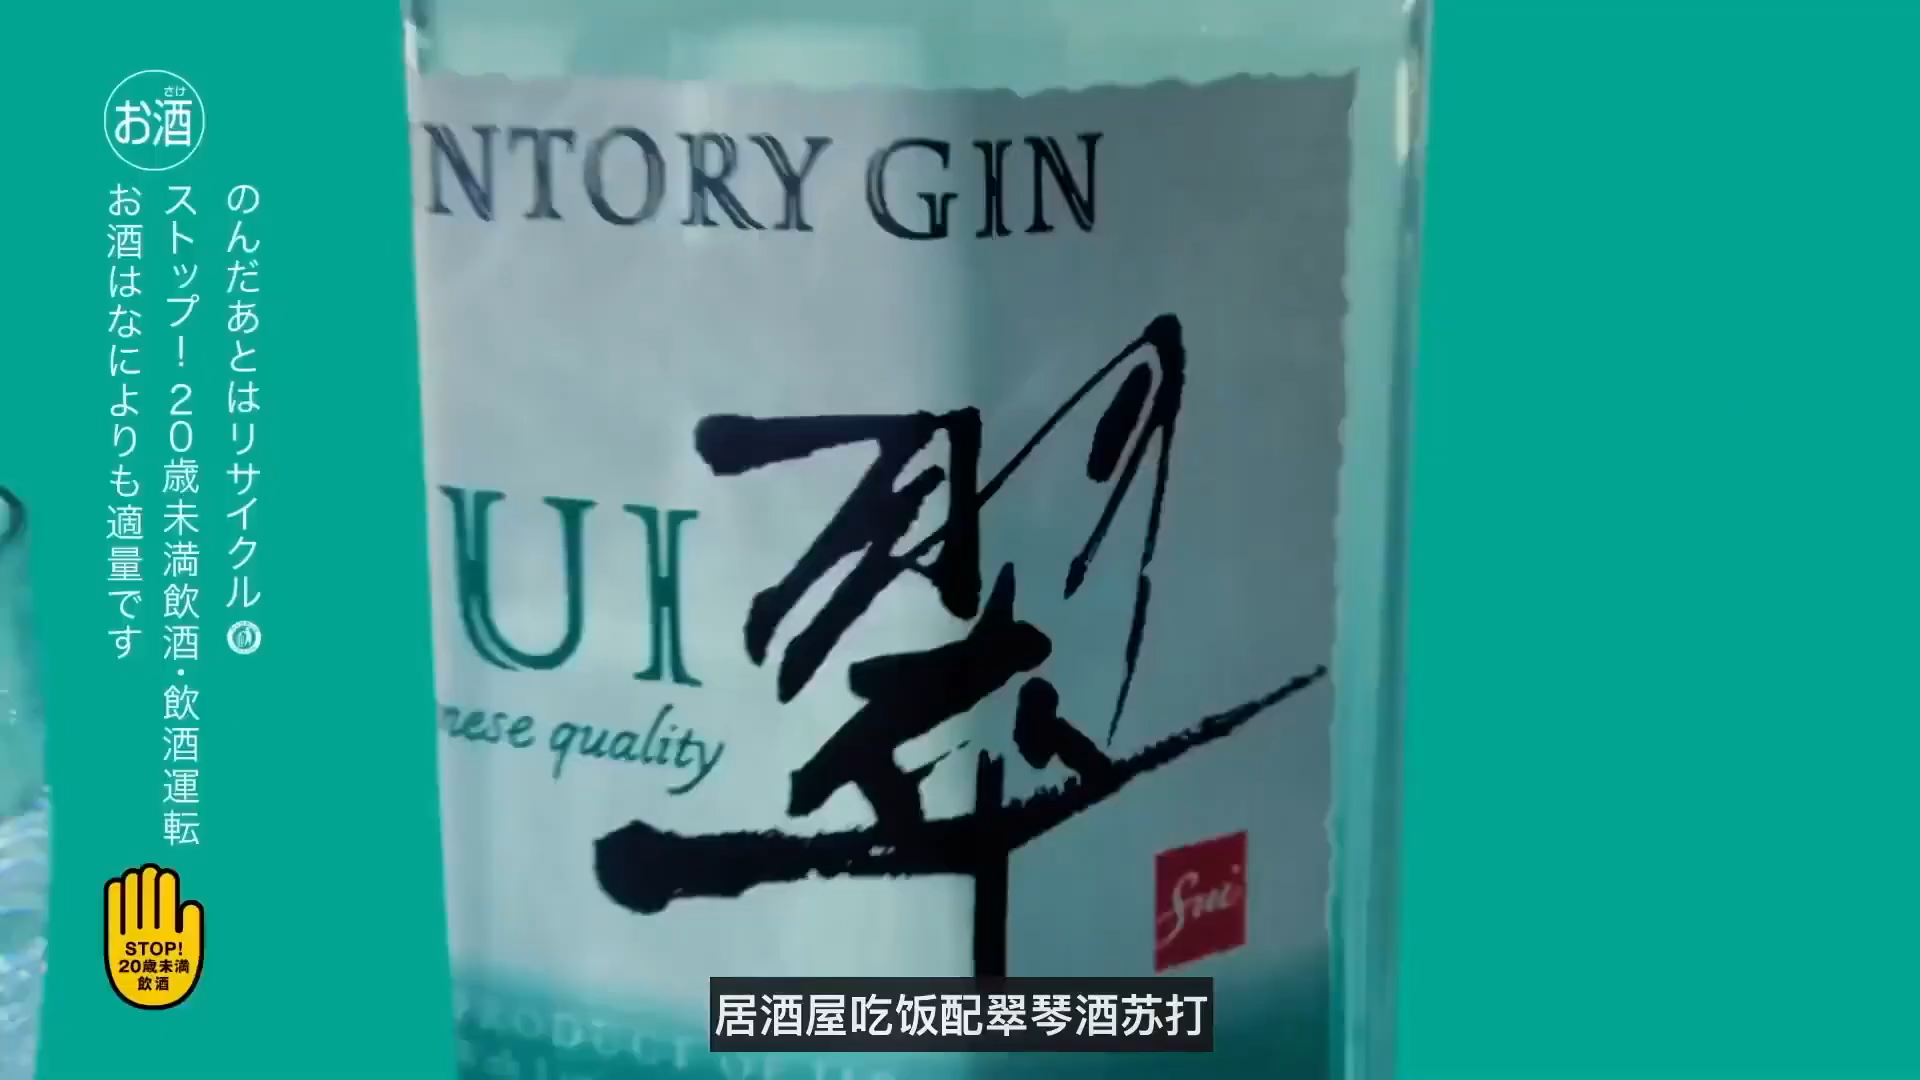 お酒
さけ
のんだあとはリサイクル
ストップ！20歳未満飲酒・飲酒運転
お酒はなによりも適量です
STOP!
20歳未満
飲酒
NTORY GIN
UI
nese quality
翠
Sui
PRODUCT OF
居酒屋吃饭配翠琴酒苏打